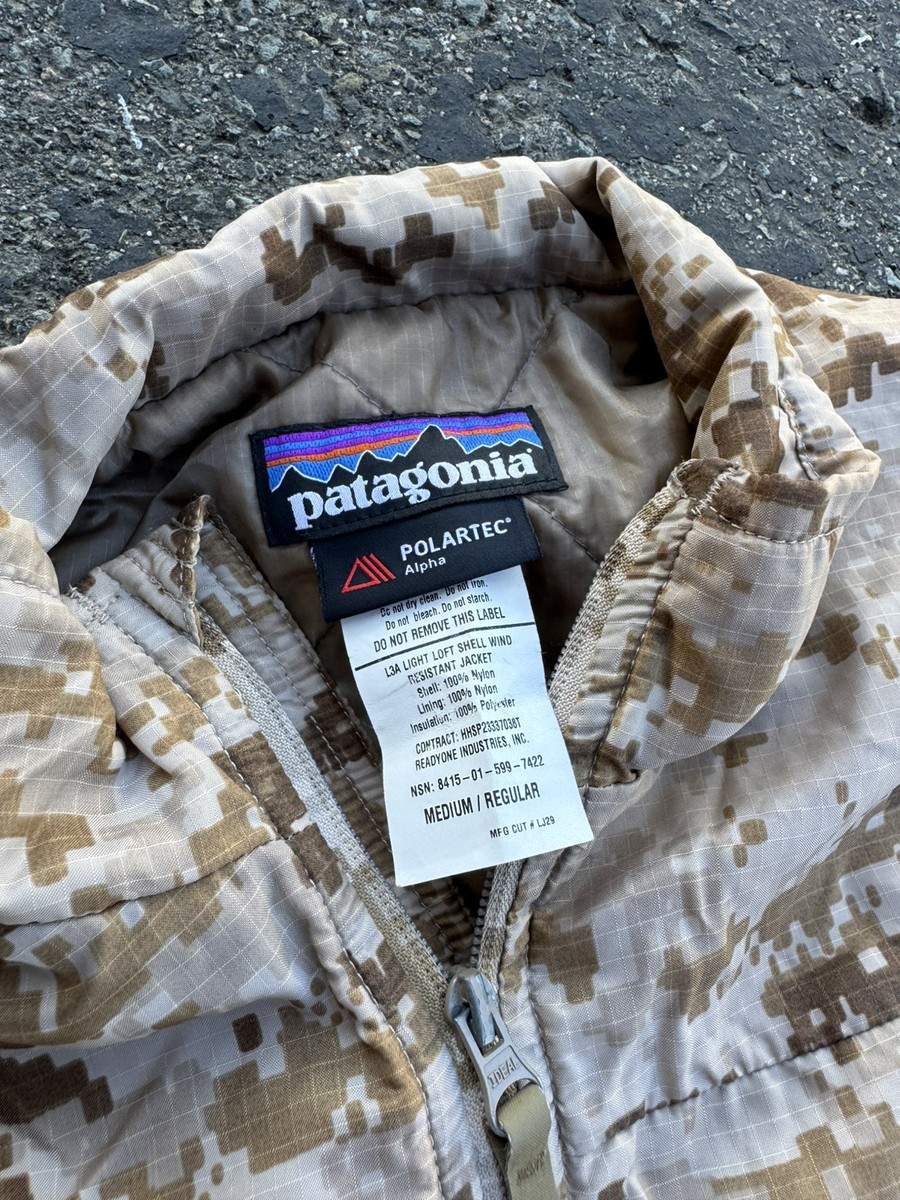 patagonia®
POLARTEC®
Alpha
Do not dry clean. Do not iron.
Do not bleach. Do not starch.
DO NOT REMOVE THIS LABEL
L3A LIGHT LOFT SHELL WIND
RESISTANT JACKET
Shell: 100% Nylon
Lining: 100% Nylon
Insulation: 100% Polyester
CONTRACT: HHSP23337038T
READYONE INDUSTRIES, INC.
NSN: 8415-01-599-7422
MEDIUM / REGULAR
MFG CUT # LJ29
IDEAL